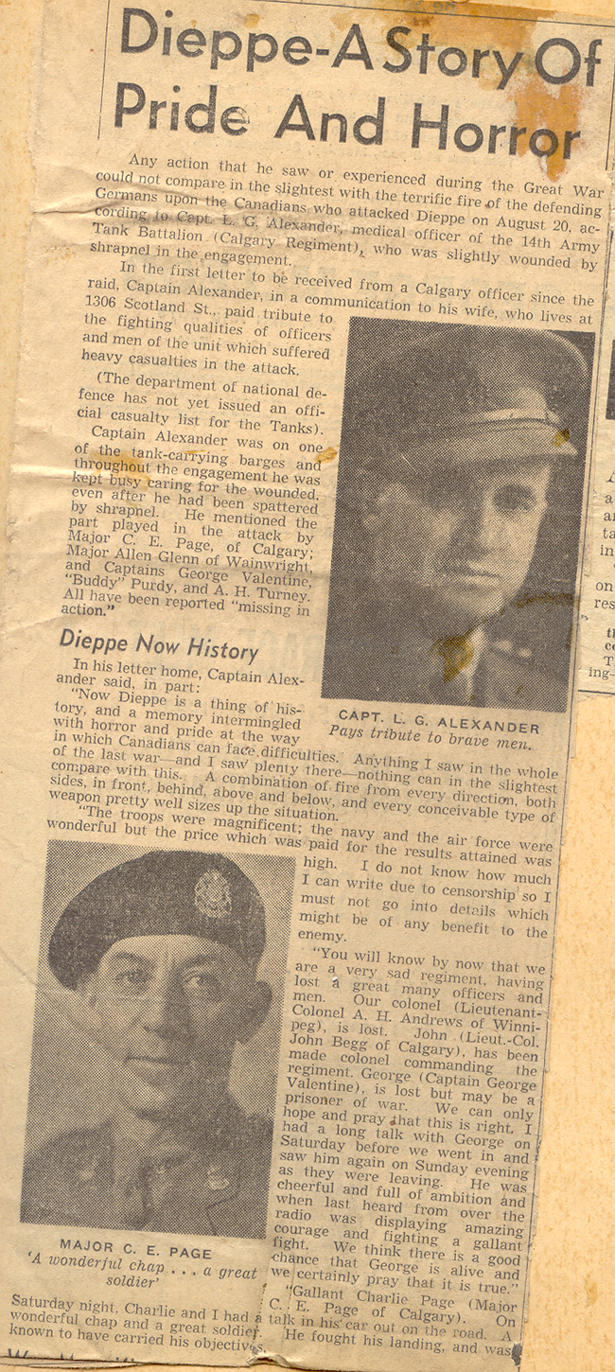 Dieppe-A Story Of
Pride And Horror
Any action that he saw or experienced during the Great War
could not compare in the slightest with the terrific fire of the defending
Germans upon the Canadians who attacked Dieppe on August 20, ac-
cording to Capt. L. G. Alexander, medical officer of the 14th Army
Tank Battalion (Calgary Regiment), who was slightly wounded by
shrapnel in the engagement.
In the first letter to be received from a Calgary officer since the
raid, Captain Alexander, in a communication to his wife, who lives at
1306 Scotland St., paid tribute to
the fighting qualities of officers
and men of the unit which suffered
heavy casualties in the attack.
(The department of national de-
fence has not yet issued an offi-
cial casualty list for the Tanks).
Captain Alexander was on one
of the tank-carrying barges and
throughout the engagement he was
kept busy caring for the wounded,
even after he had been spattered
by shrapnel. He mentioned the
part played in the attack by
Major C. E. Page, of Calgary;
Major Allen Glenn of Wainwright,
and Captains George Valentine,
"Buddy" Purdy, and A. H. Turney.
All have been reported "missing in
action."
Dieppe Now History
In his letter home, Captain Alex-
ander said, in part:
"Now Dieppe is a thing of his-
tory, and a memory intermingled
with horror and pride at the way
in which Canadians can face difficulties. Anything I saw in the whole
of the last war—and I saw plenty there—nothing can in the slightest
compare with this. A combination of fire from every direction, both
sides, in front, behind, above and below, and every conceivable type of
weapon pretty well sizes up the situation.
"The troops were magnificent; the navy and the air force were
wonderful but the price which was paid for the results attained was
high. I do not know how much
I can write due to censorship so I
must not go into details which
might be of any benefit to the
enemy.
"You will know by now that we
are a very sad regiment, having
lost a great many officers and
men. Our colonel (Lieutenant-
Colonel A. H. Andrews of Winni-
peg), is lost. John (Lieut.-Col.
John Begg of Calgary), has been
made colonel commanding the
regiment. George (Captain George
Valentine), is lost but may be a
prisoner of war. We can only
hope and pray that this is right. I
had a long talk with George on
Saturday before we went in and
saw him again on Sunday evening
as they were leaving. He was
cheerful and full of ambition and
when last heard from over the
radio was displaying amazing
courage and fighting a gallant
fight. We think there is a good
chance that George is alive and
we certainly pray that it is true."
"Gallant Charlie Page (Major
C. E. Page of Calgary). On
Saturday night, Charlie and I had a talk in his car out on the road. A
wonderful chap and a great soldier. He fought his landing, and was
known to have carried his objective,
CAPT. L. G. ALEXANDER
Pays tribute to brave men.
MAJOR C. E. PAGE
'A wonderful chap . . . a great
soldier'
a
ta
in
on
res
th
T
ing—